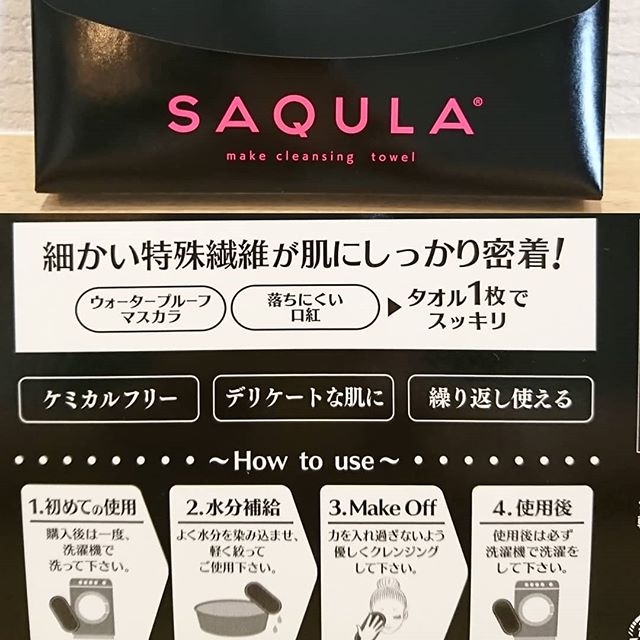 SAQULA®
make cleansing towel
細かい特殊繊維が肌にしっかり密着!
ウォータープルーフ
マスカラ
落ちにくい
口紅
▶タオル1枚で
スッキリ
ケミカルフリー
デリケートな肌に
繰り返し使える
～How to use～
1.初めての使用
購入後は一度、
洗濯機で
洗って下さい。
2.水分補給
よく水分を染み込ませ、
軽く絞って
ご使用下さい。
3.Make Off
力を入れ過ぎないよう
優しくクレンジング
して下さい。
4.使用後
使用後は必ず
洗濯機で洗濯を
して下さい。